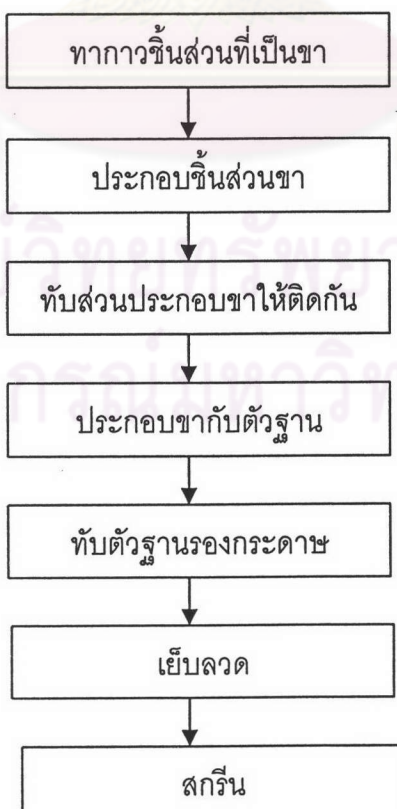 ทากาวชิ้นส่วนที่เป็นขา
ประกอบชิ้นส่วนขา
ทับส่วนประกอบขาให้ติดกัน
ประกอบขากับตัวฐาน
ทับตัวฐานรองกระดาษ
เย็บลวด
สกรีน